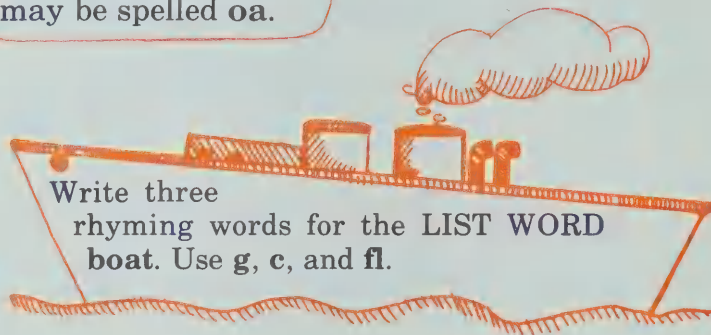 may be spelled oa.
Write three
rhyming words for the LIST WORD
boat. Use g, c, and fl.